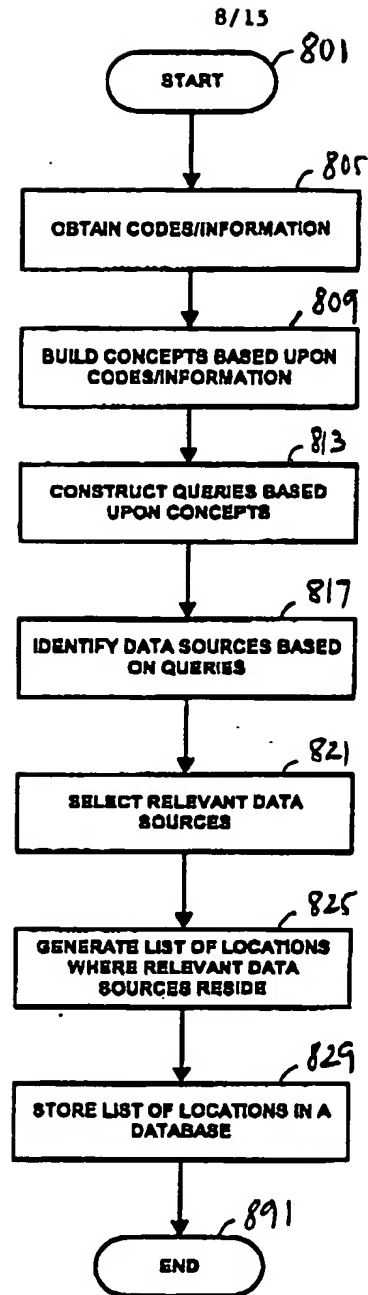 8/15
801
START
805
OBTAIN CODES/INFORMATION
809
BUILD CONCEPTS BASED UPON
CODES/INFORMATION
813
CONSTRUCT QUERIES BASED
UPON CONCEPTS
817
IDENTIFY DATA SOURCES BASED
ON QUERIES
821
SELECT RELEVANT DATA
SOURCES
825
GENERATE LIST OF LOCATIONS
WHERE RELEVANT DATA
SOURCES RESIDE
829
STORE LIST OF LOCATIONS IN A
DATABASE
891
END